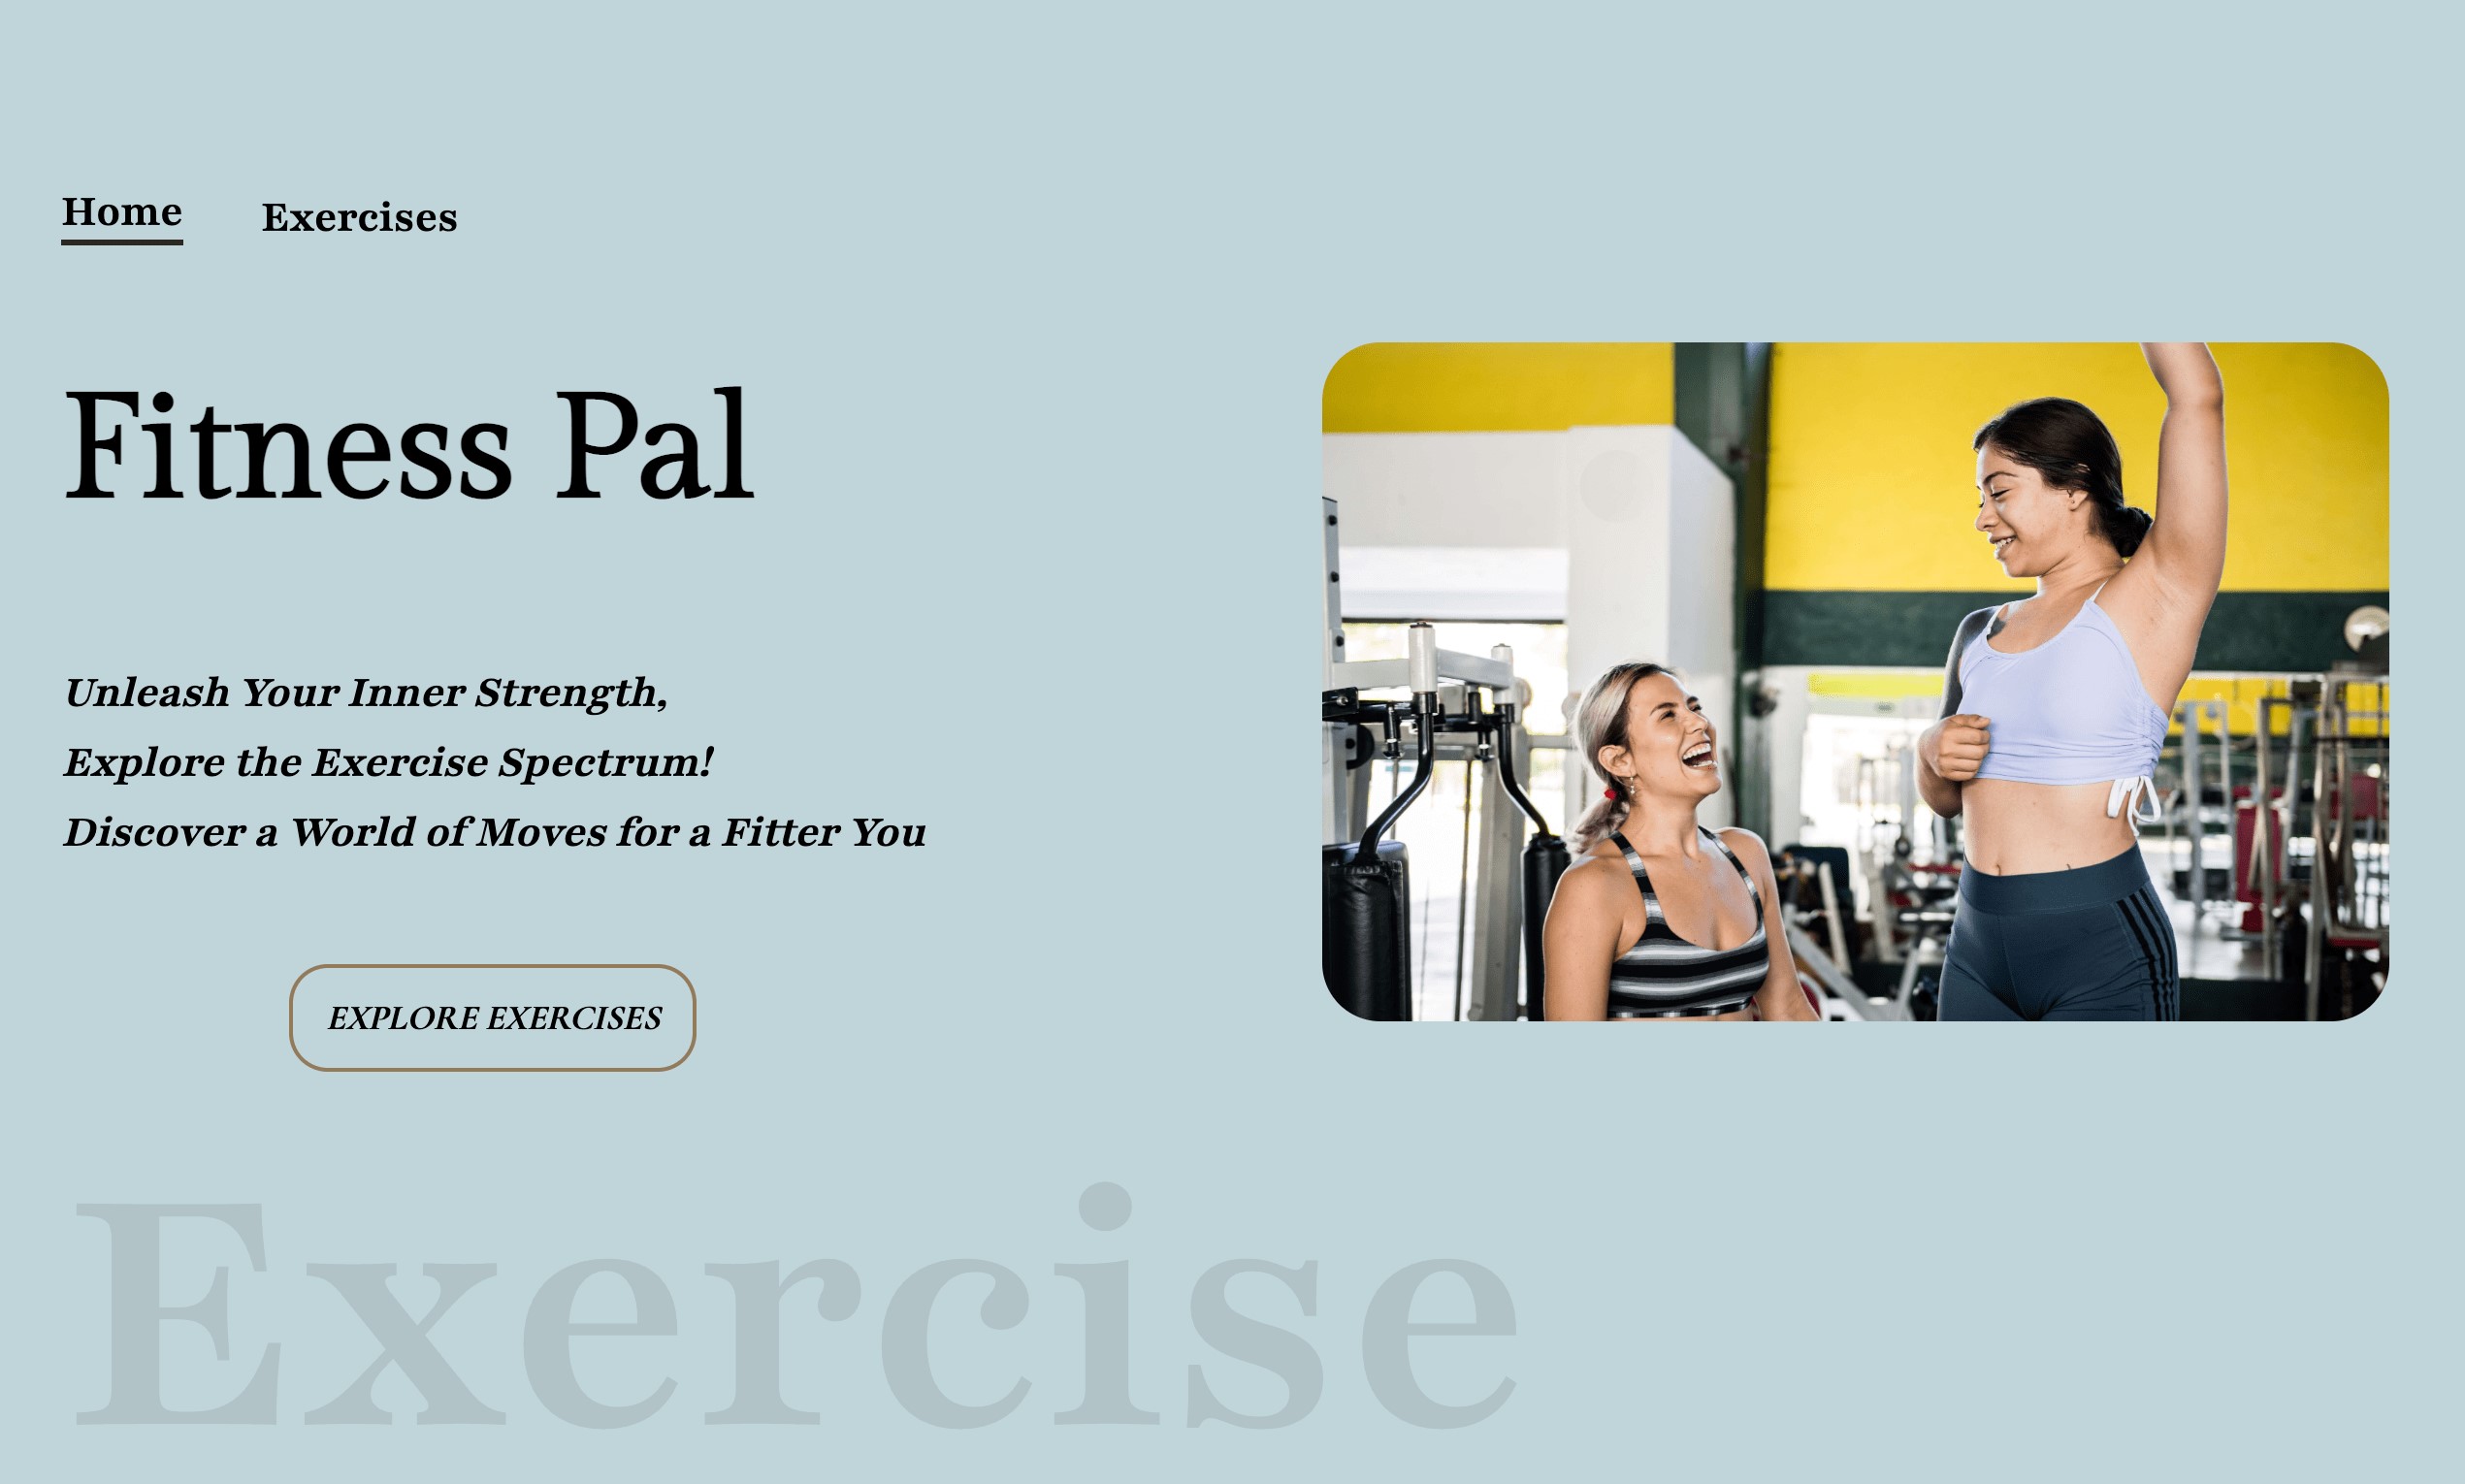 Home Exercises
Fitness Pal
Unleash Your Inner Strength,
Explore the Exercise Spectrum!
Discover a World of Moves for a Fitter You
EXPLORE EXERCISES
Exercise